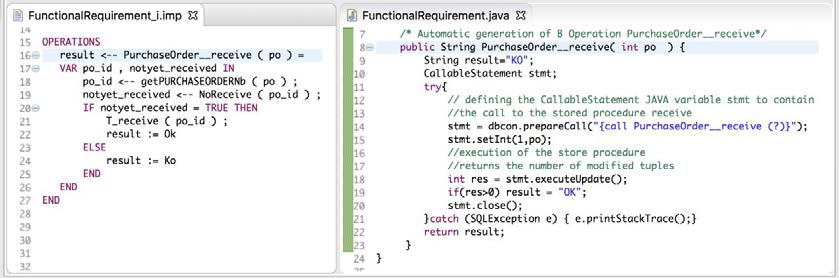 FunctionalRequirement_i.imp
14
15 OPERATIONS
16 result <-- PurchaseOrder__receive ( po ) =
17 VAR po_id , notyet_received IN
18 po_id <-- getPURCHASEORDERNb ( po ) ;
19 notyet_received <-- NoReceive ( po_id ) ;
20 IF notyet_received = TRUE THEN
21 T_receive ( po_id ) ;
22 result := Ok
23 ELSE
24 result := Ko
25 END
26 END
27 END
28
29
30
31
32
FunctionalRequirement.java
7 /* Automatic generation of B Operation PurchaseOrder__receive*/
8 public String PurchaseOrder__receive( int po ) {
9 String result="KO";
10 CallableStatement stmt;
11 try{
12 // defining the CallableStatement JAVA variable stmt to contain
13 //the call to the stored procedure receive
14 stmt = dbcon.prepareCall("{call PurchaseOrder__receive (?)}");
15 stmt.setInt(1,po);
16 //execution of the store procedure
17 //returns the number of modified tuples
18 int res = stmt.executeUpdate();
19 if(res>0) result = "OK";
20 stmt.close();
21 }catch (SQLException e) { e.printStackTrace();}
22 return result;
23 }
24 }